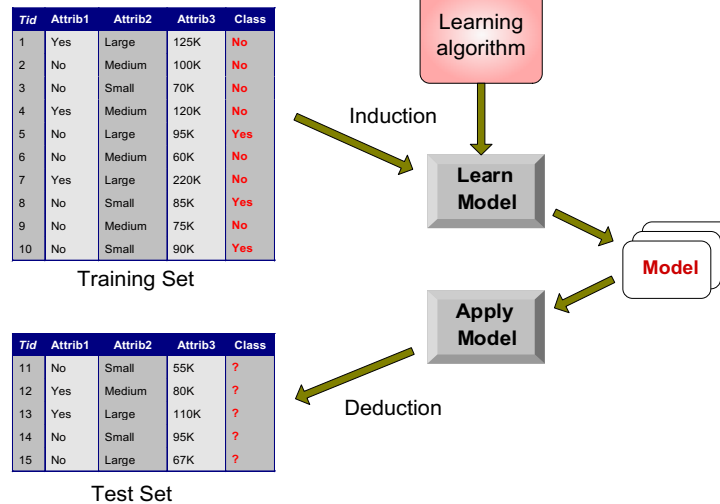 Tid Attrib1 Attrib2 Attrib3 Class
1 Yes Large 125K No
2 No Medium 100K No
3 No Small 70K No
4 Yes Medium 120K No
5 No Large 95K Yes
6 No Medium 60K No
7 Yes Large 220K No
8 No Small 85K Yes
9 No Medium 75K No
10 No Small 90K Yes
Training Set
Learning
algorithm
Induction
Learn
Model
Model
Apply
Model
Deduction
Tid Attrib1 Attrib2 Attrib3 Class
11 No Small 55K ?
12 Yes Medium 80K ?
13 Yes Large 110K ?
14 No Small 95K ?
15 No Large 67K ?
Test Set